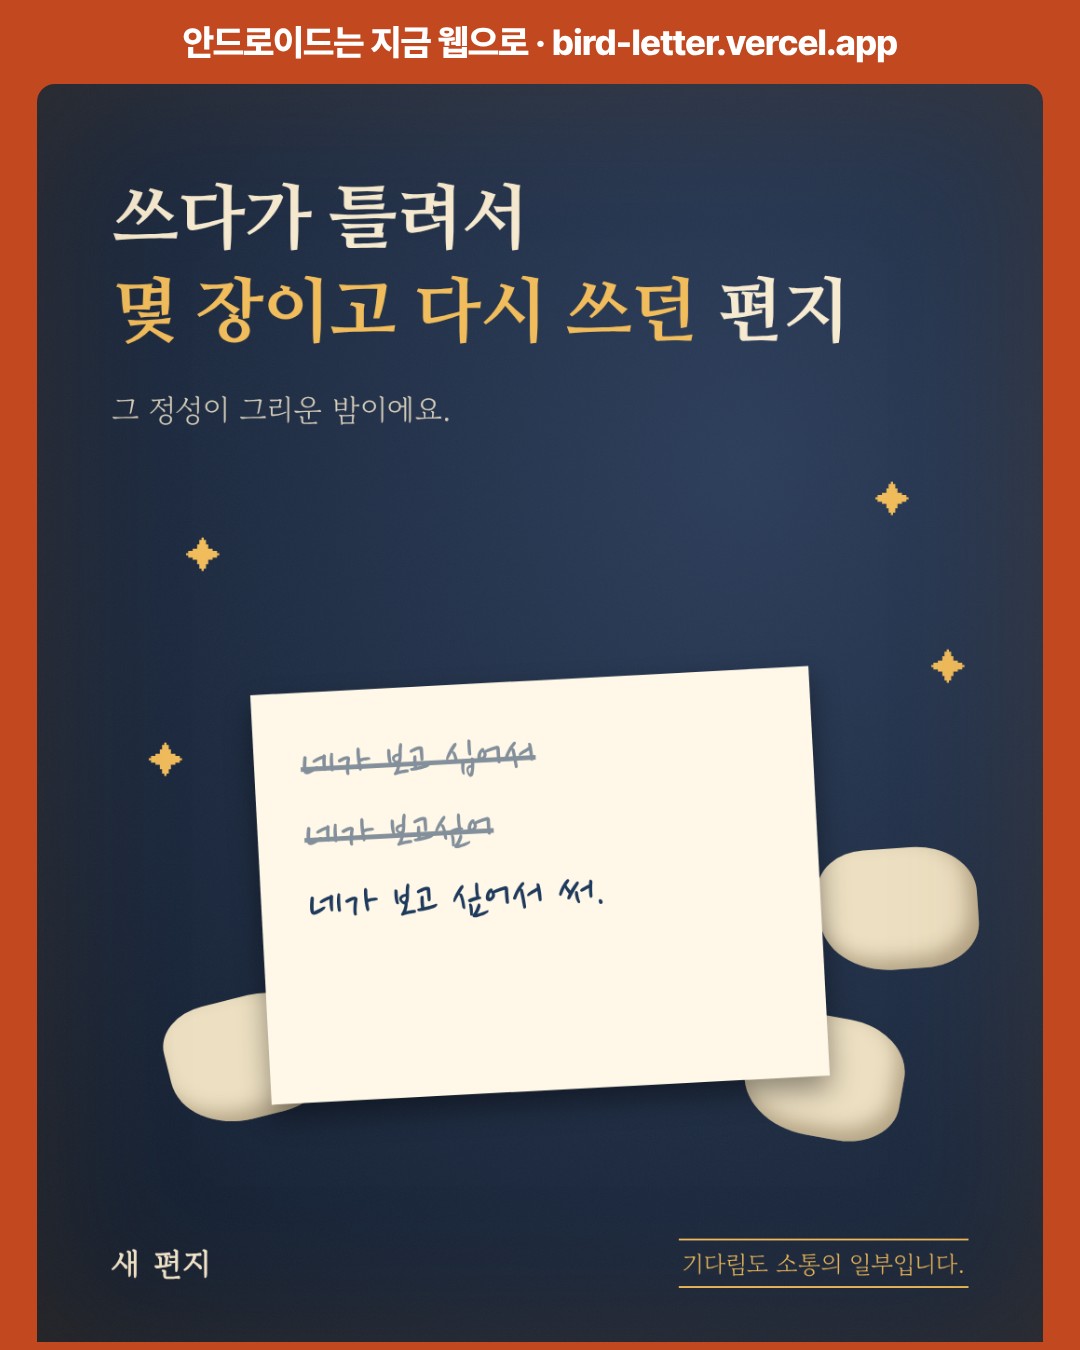 안드로이드는 지금 웹으로 · bird-letter.vercel.app
쓰다가 틀려서
몇 장이고 다시 쓰던 편지
그 정성이 그리운 밤이에요.
네가 보고 싶어서
네가 보고싶어
네가 보고 싶어서 써.
새 편지
기다림도 소통의 일부입니다.